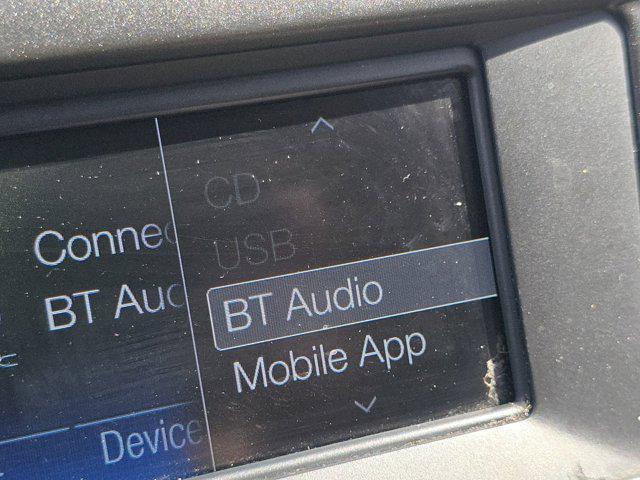 Connec
BT Auc
Device
CD
USB
BT Audio
Mobile App